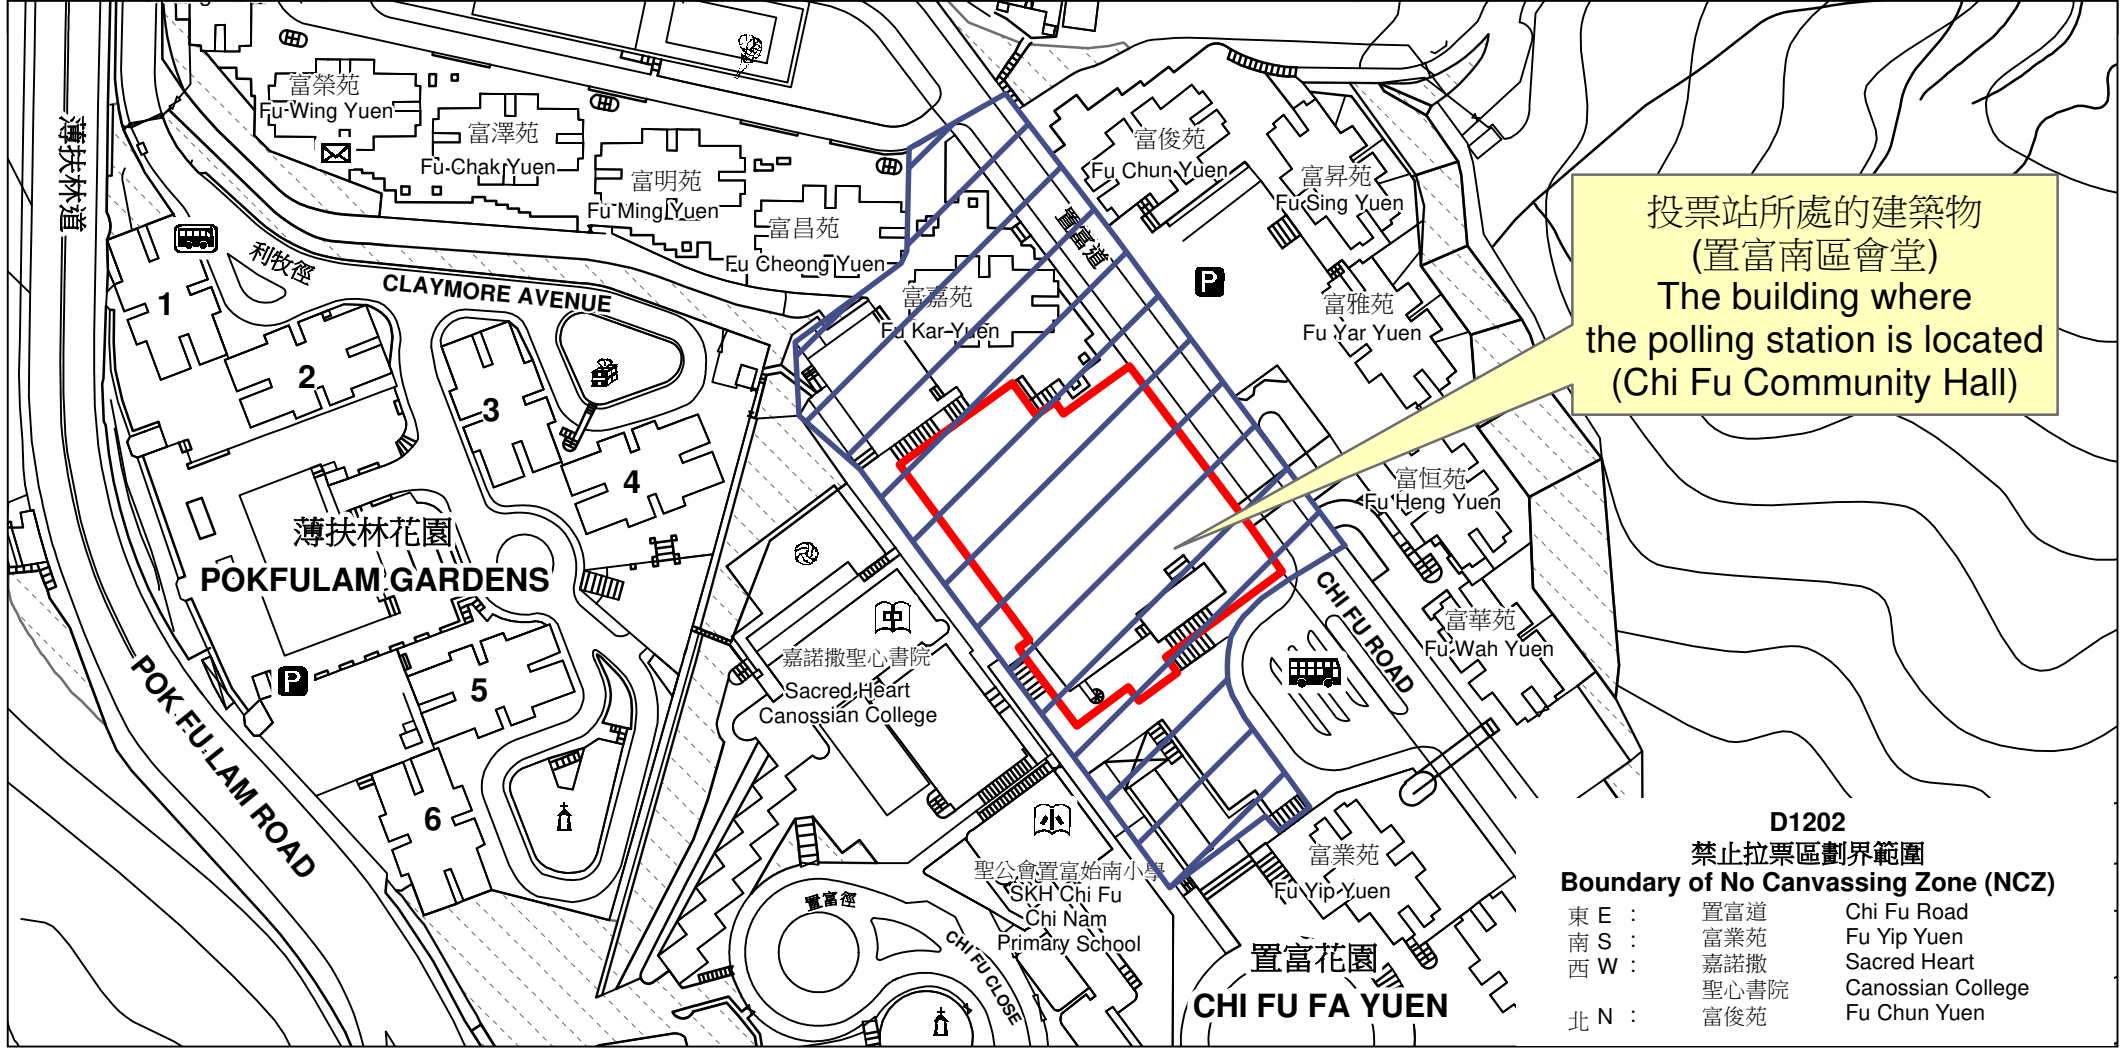 富榮苑
Fu Wing Yuen
富澤苑
Fu Chak Yuen
富明苑
Fu Ming Yuen
富昌苑
Fu Cheong Yuen
富嘉苑
Fu Kar Yuen
富俊苑
Fu Chun Yuen
富昇苑
Fu Sing Yuen
富雅苑
Fu Yar Yuen
富恒苑
Fu Heng Yuen
富華苑
Fu Wah Yuen
富業苑
Fu Yip Yuen
薄扶林道
利牧徑
CLAYMORE AVENUE
置富道
P
投票站所處的建築物
(置富南區會堂)
The building where
the polling station is located
(Chi Fu Community Hall)
1
2
3
4
薄扶林花園
POKFULAM GARDENS
5
6
P
POK FU LAM ROAD
中
嘉諾撒聖心書院
Sacred Heart
Canossian College
CHI FU ROAD
小
聖公會置富始南小學
SKH Chi Fu
Chi Nam
Primary School
置富徑
CHI FU CLOSE
置富花園
CHI FU FA YUEN
D1202
禁止拉票區劃界範圍
Boundary of No Canvassing Zone (NCZ)
東 E : 置富道 Chi Fu Road
南 S : 富業苑 Fu Yip Yuen
西 W : 嘉諾撒 Sacred Heart
聖心書院 Canossian College
北 N : 富俊苑 Fu Chun Yuen